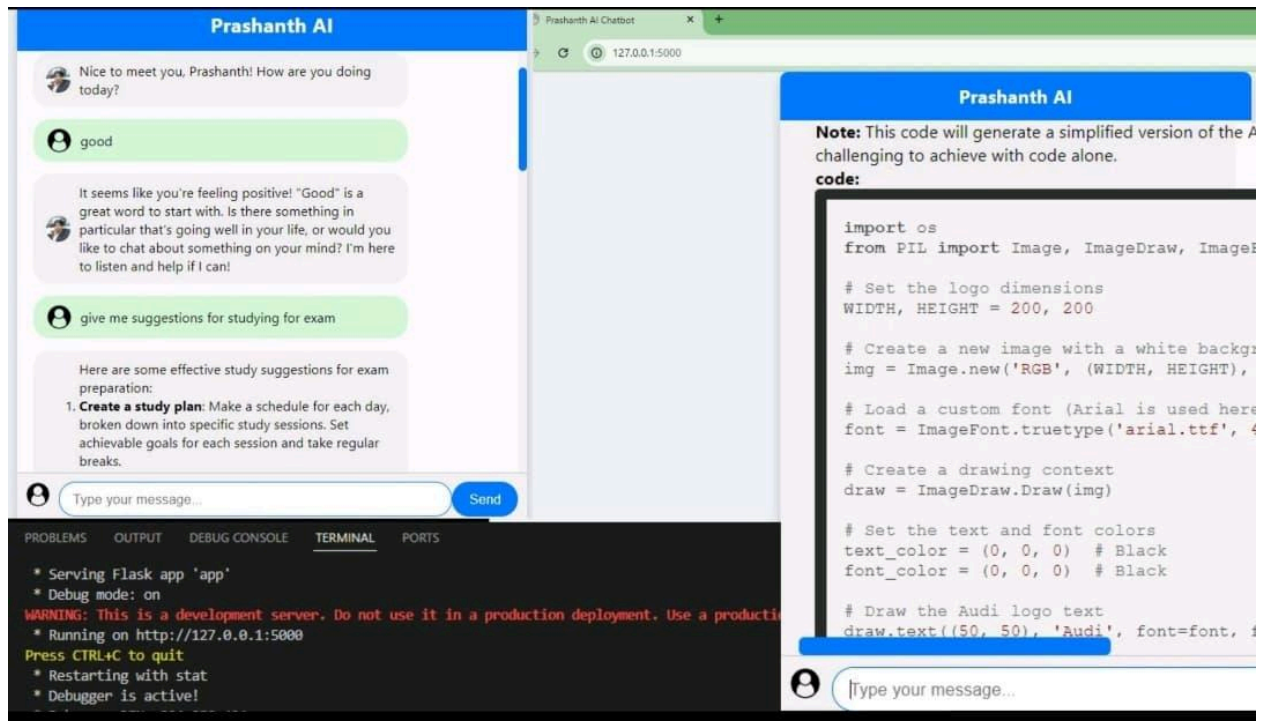 Prashanth AI
Nice to meet you, Prashanth! How are you doing
today?
good
It seems like you're feeling positive! "Good" is a
great word to start with. Is there something in
particular that's going well in your life, or would you
like to chat about something on your mind? I'm here
to listen and help if I can!
give me suggestions for studying for exam
Here are some effective study suggestions for exam
preparation:
1. Create a study plan: Make a schedule for each day,
broken down into specific study sessions. Set
achievable goals for each session and take regular
breaks.
Type your message...
Send
PROBLEMS OUTPUT DEBUG CONSOLE TERMINAL PORTS
* Serving Flask app 'app'
* Debug mode: on
WARNING: This is a development server. Do not use it in a production deployment. Use a producti
* Running on http://127.0.0.1:5000
Press CTRL+C to quit
* Restarting with stat
* Debugger is active!
Prashanth AI Chatbot
127.0.0.1:5000
Prashanth AI
Note: This code will generate a simplified version of the A
challenging to achieve with code alone.
code:
import os
from PIL import Image, ImageDraw, ImageF
# Set the logo dimensions
WIDTH, HEIGHT = 200, 200
# Create a new image with a white backgr
img = Image.new('RGB', (WIDTH, HEIGHT),
# Load a custom font (Arial is used here
font = ImageFont.truetype('arial.ttf', 4
# Create a drawing context
draw = ImageDraw.Draw(img)
# Set the text and font colors
text_color = (0, 0, 0) # Black
font_color = (0, 0, 0) # Black
# Draw the Audi logo text
draw.text((50, 50), 'Audi', font=font, f
Type your message...